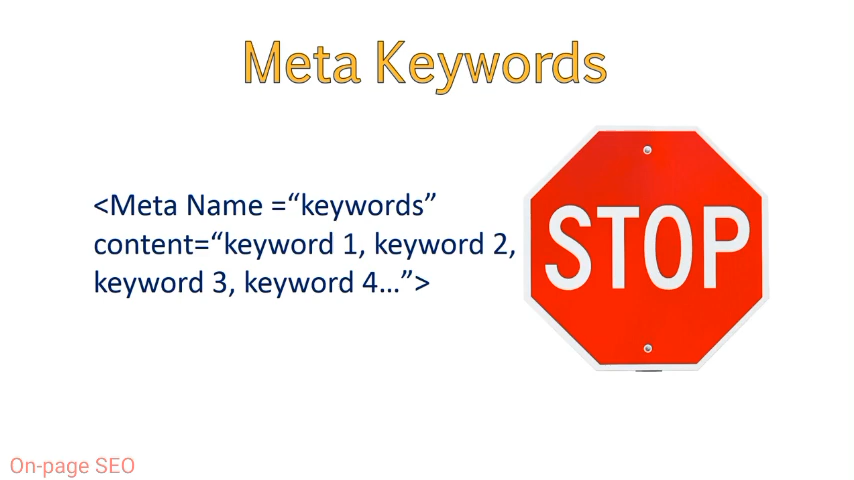 Meta Keywords
<Meta Name =“keywords”
content=“keyword 1, keyword 2,
keyword 3, keyword 4…”>
STOP
On-page SEO